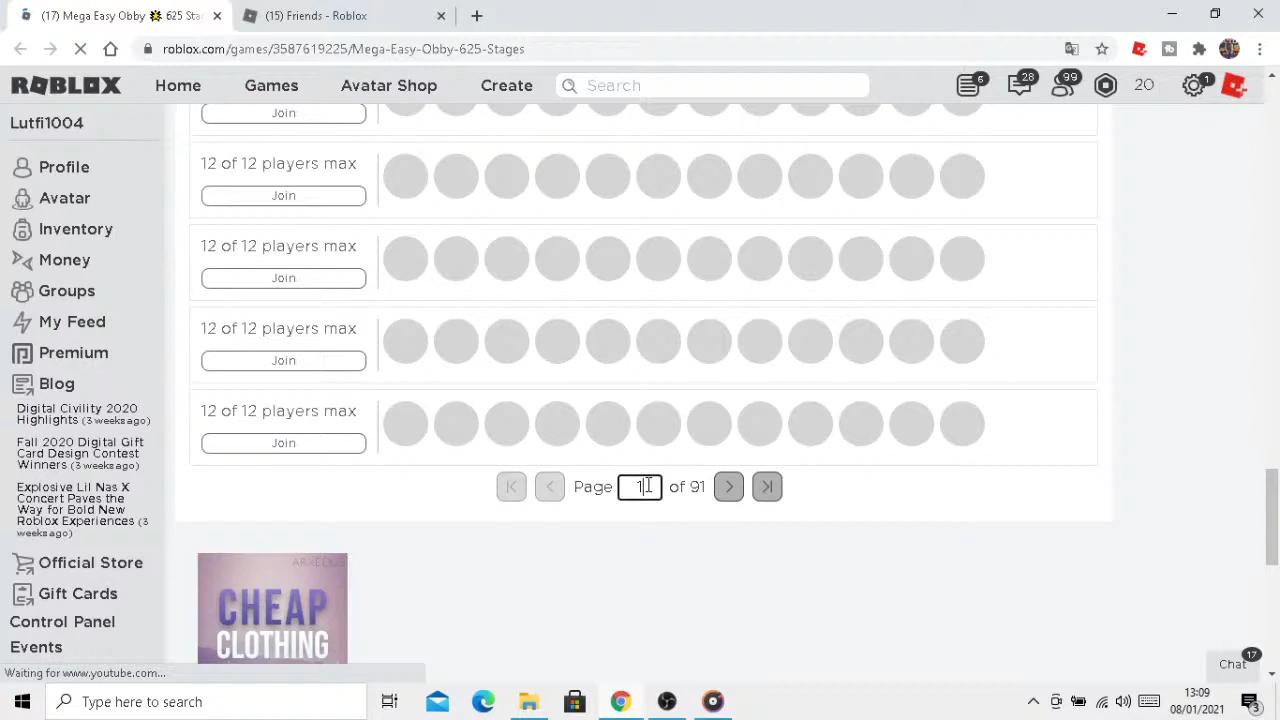 (17) Mega Easy Obby 625 Sta
(15) Friends - Roblox
roblox.com/games/3587619225/Mega-Easy-Obby-625-Stages
ROBLOX
Home
Games
Avatar Shop
Create
Search
6
28
99
20
1
Lutfi1004
Profile
Avatar
Inventory
Money
Groups
My Feed
Premium
Blog
Digital Civility 2020
Highlights (3 weeks ago)
Fall 2020 Digital Gift
Card Design Contest
Winners (3 weeks ago)
Explosive Lil Nas X
Concert Paves the
Way for Bold New
Roblox Experiences (3
weeks ago)
Official Store
Gift Cards
Control Panel
Events
Join
12 of 12 players max
Join
12 of 12 players max
Join
12 of 12 players max
Join
12 of 12 players max
Join
Page 1 of 91
ARXEDUS
CHEAP
CLOTHING
Chat
17
Waiting for www.youtube.com...
Type here to search
13:09
08/01/2021
3